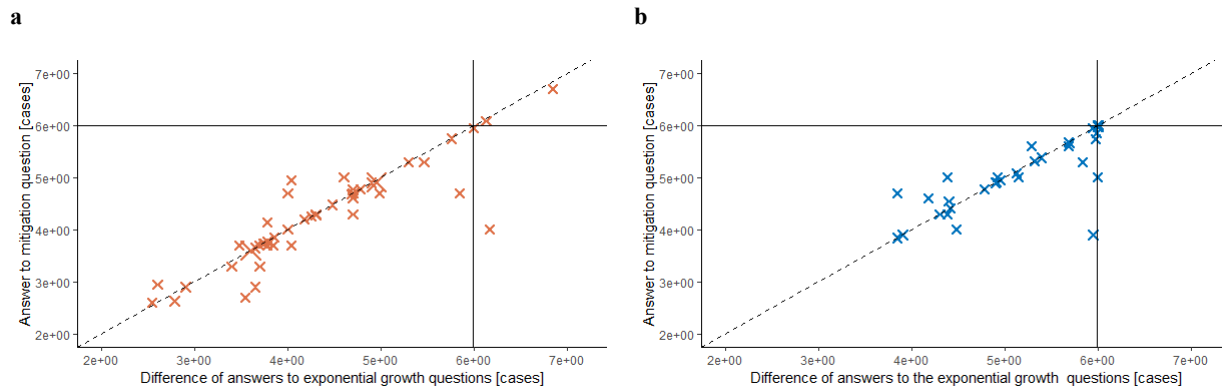 a
b
Answer to mitigation question [cases]
7e+00
6e+00
5e+00
4e+00
3e+00
2e+00
2e+00 3e+00 4e+00 5e+00 6e+00 7e+00
Difference of answers to exponential growth questions [cases]
Answer to mitigation question [cases]
7e+00
6e+00
5e+00
4e+00
3e+00
2e+00
2e+00 3e+00 4e+00 5e+00 6e+00 7e+00
Difference of answers to the exponential growth questions [cases]